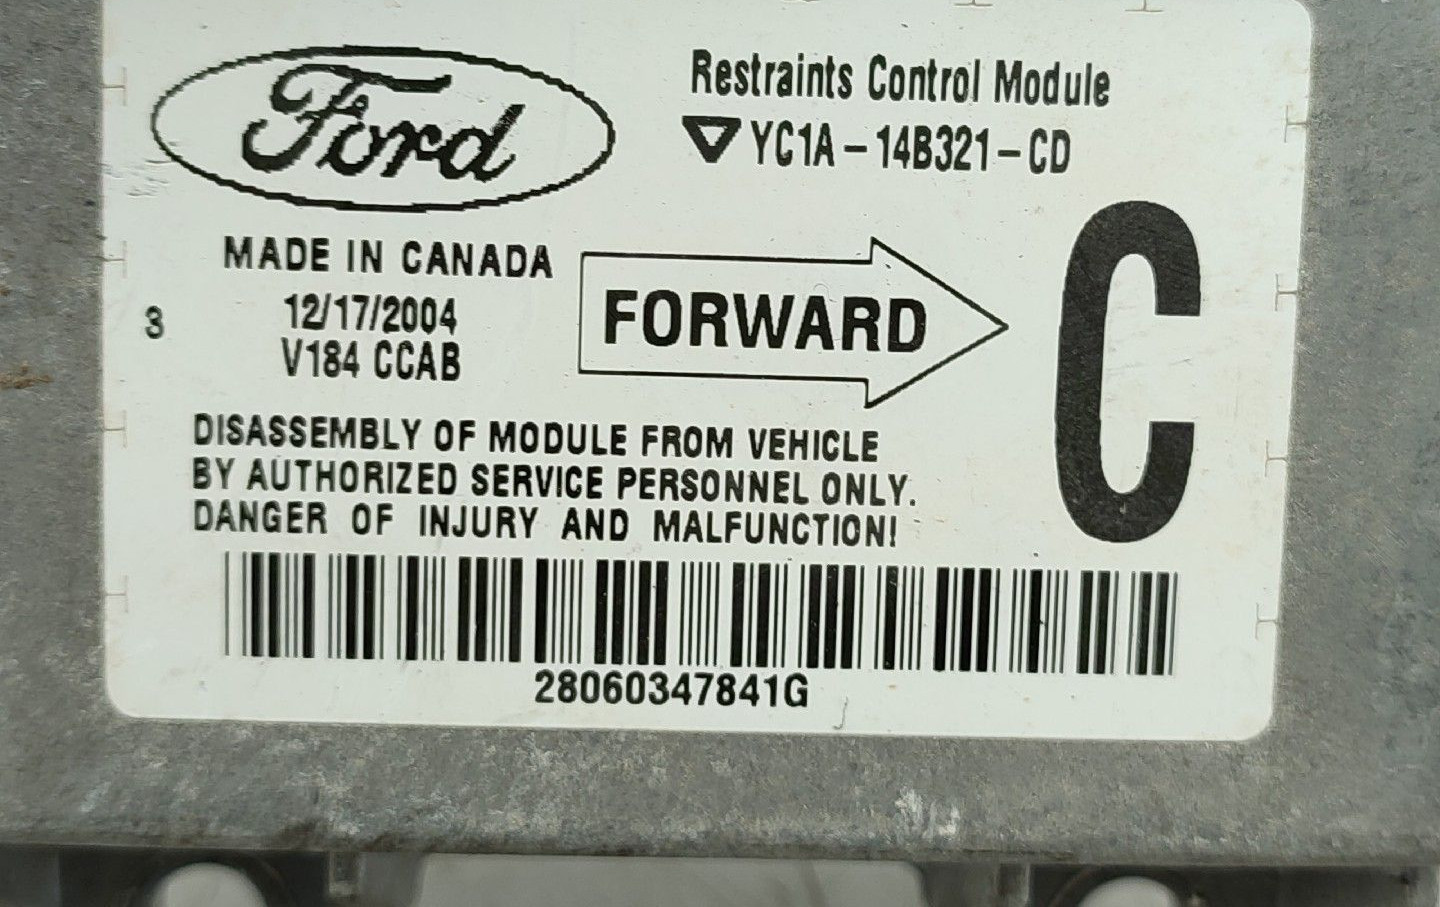 Ford
Restraints Control Module
YC1A-14B321-CD
MADE IN CANADA
12/17/2004
3
V184 CCAB
FORWARD
C
DISASSEMBLY OF MODULE FROM VEHICLE
BY AUTHORIZED SERVICE PERSONNEL ONLY.
DANGER OF INJURY AND MALFUNCTION!
28060347841G